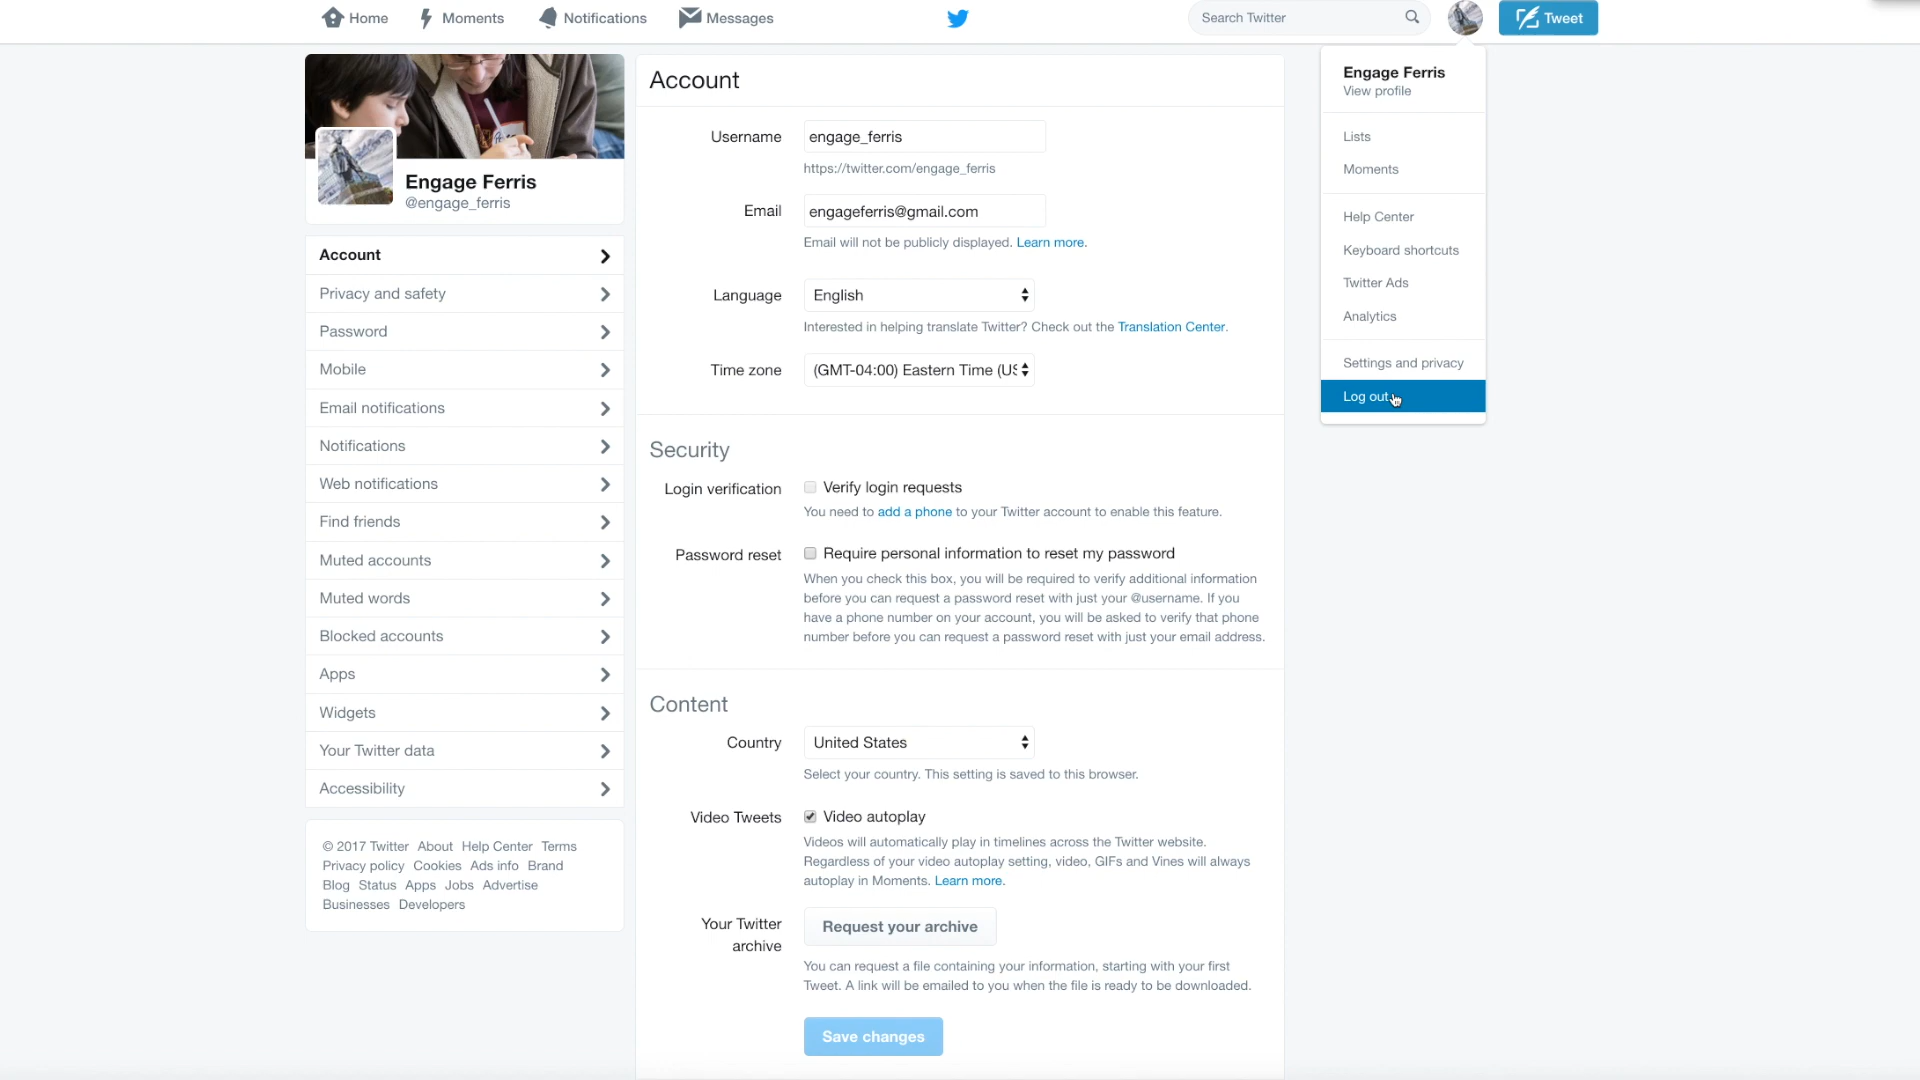 Home Moments Notifications Messages Search Twitter Tweet
Engage Ferris
@engage_ferris
Account
Privacy and safety
Password
Mobile
Email notifications
Notifications
Web notifications
Find friends
Muted accounts
Muted words
Blocked accounts
Apps
Widgets
Your Twitter data
Accessibility
© 2017 Twitter About Help Center Terms
Privacy policy Cookies Ads info Brand
Blog Status Apps Jobs Advertise
Businesses Developers
Account
Username engage_ferris
https://twitter.com/engage_ferris
Email engageferris@gmail.com
Email will not be publicly displayed. Learn more.
Language English
Interested in helping translate Twitter? Check out the Translation Center.
Time zone (GMT-04:00) Eastern Time (US
Security
Login verification Verify login requests
You need to add a phone to your Twitter account to enable this feature.
Password reset Require personal information to reset my password
When you check this box, you will be required to verify additional information
before you can request a password reset with just your @username. If you
have a phone number on your account, you will be asked to verify that phone
number before you can request a password reset with just your email address.
Content
Country United States
Select your country. This setting is saved to this browser.
Video Tweets Video autoplay
Videos will automatically play in timelines across the Twitter website.
Regardless of your video autoplay setting, video, GIFs and Vines will always
autoplay in Moments. Learn more.
Your Twitter
archive
Request your archive
You can request a file containing your information, starting with your first
Tweet. A link will be emailed to you when the file is ready to be downloaded.
Save changes
Engage Ferris
View profile
Lists
Moments
Help Center
Keyboard shortcuts
Twitter Ads
Analytics
Settings and privacy
Log out